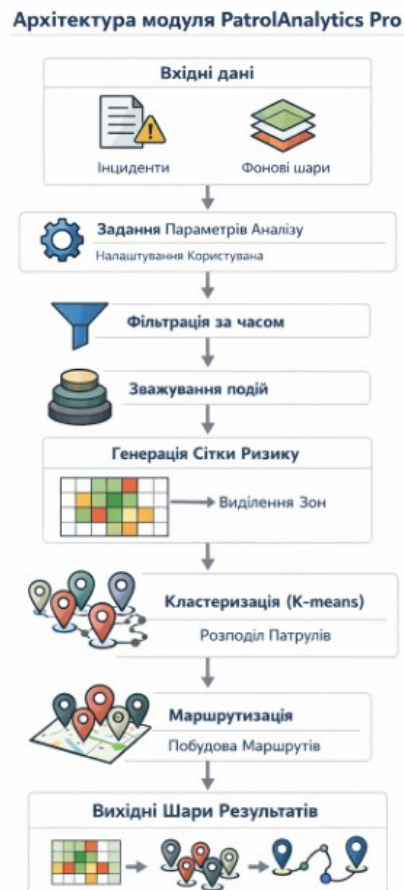 Архітектура модуля PatrolAnalytics Pro
Вхідні дані
Інциденти
Фонові шари
Задання Параметрів Аналізу
Налаштування Користувана
Фільтрація за часом
Зважування подій
Генерація Сітки Ризику
Виділення Зон
Кластеризація (K-means)
Розподіл Патрулів
Маршрутизація
Побудова Маршрутів
Вихідні Шари Результатів